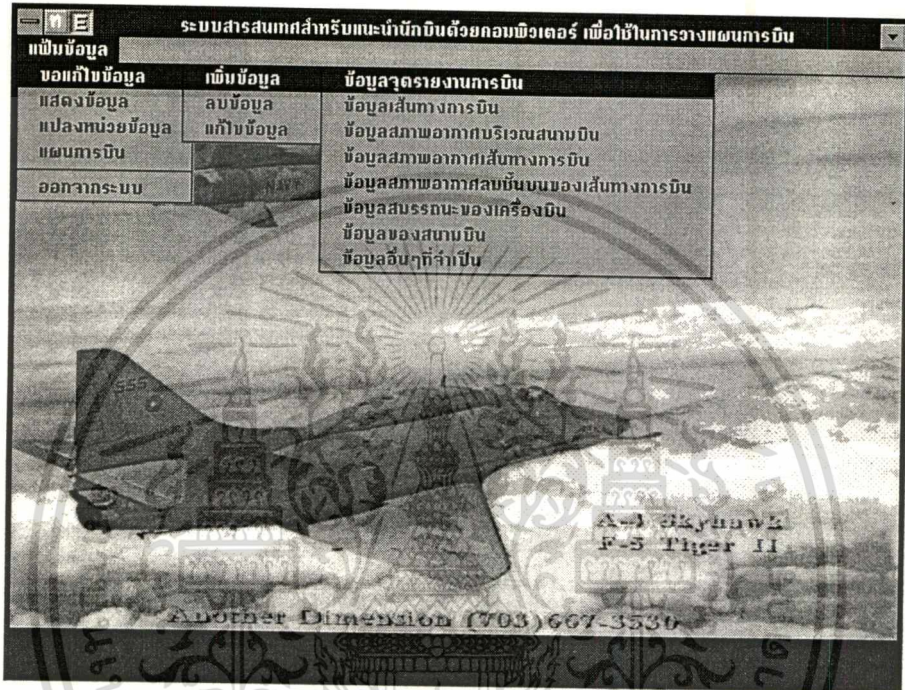 ท E ระบบสารสนเทศสำหรับแนะนำนักบินด้วยคอมพิวเตอร์ เพื่อใช้ในการวางแผนการบิน
แฟ้มข้อมูล
ขอแก้ไขข้อมูล
แสดงข้อมูล
แปลงหน่วยข้อมูล
แผนการบิน
ออกจากระบบ
เพิ่มข้อมูล
ลบข้อมูล
แก้ไขข้อมูล
ข้อมูลจุดรายงานการบิน
ข้อมูลเส้นทางการบิน
ข้อมูลสภาพอากาศบริเวณสนามบิน
ข้อมูลสภาพอากาศเส้นทางการบิน
ข้อมูลสภาพอากาศลมชั้นบนของเส้นทางการบิน
ข้อมูลสมรรถนะของเครื่องบิน
ข้อมูลของสนามบิน
ข้อมูลอื่นๆที่จำเป็น
NAVY
555
A-4 Skyhawk
F-5 Tiger II
Another Dimension (703)667-3530